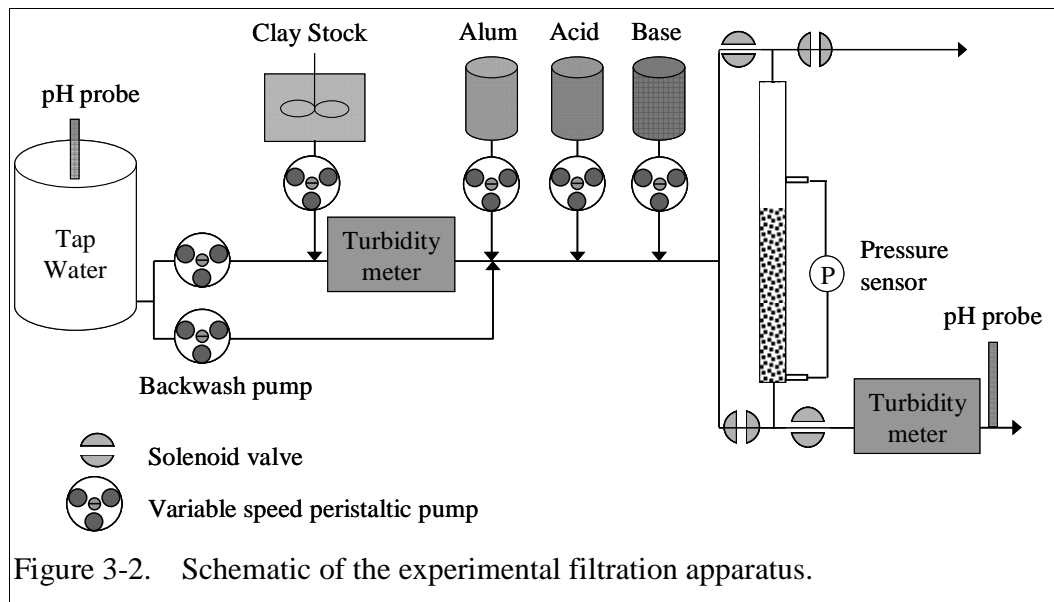 Clay Stock
Alum
Acid
Base
pH probe
Tap
Water
Turbidity
meter
P
Pressure
sensor
pH probe
Backwash pump
Turbidity
meter
Solenoid valve
Variable speed peristaltic pump
Figure 3-2. Schematic of the experimental filtration apparatus.